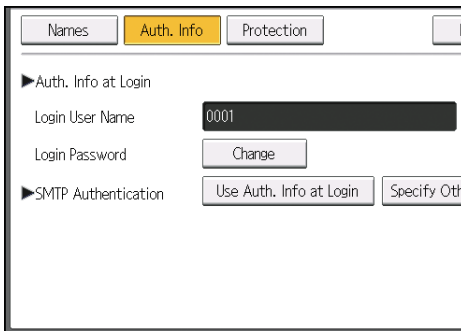 Names Auth. Info Protection
▶Auth. Info at Login
Login User Name 0001
Login Password Change
▶SMTP Authentication Use Auth. Info at Login Specify Oth